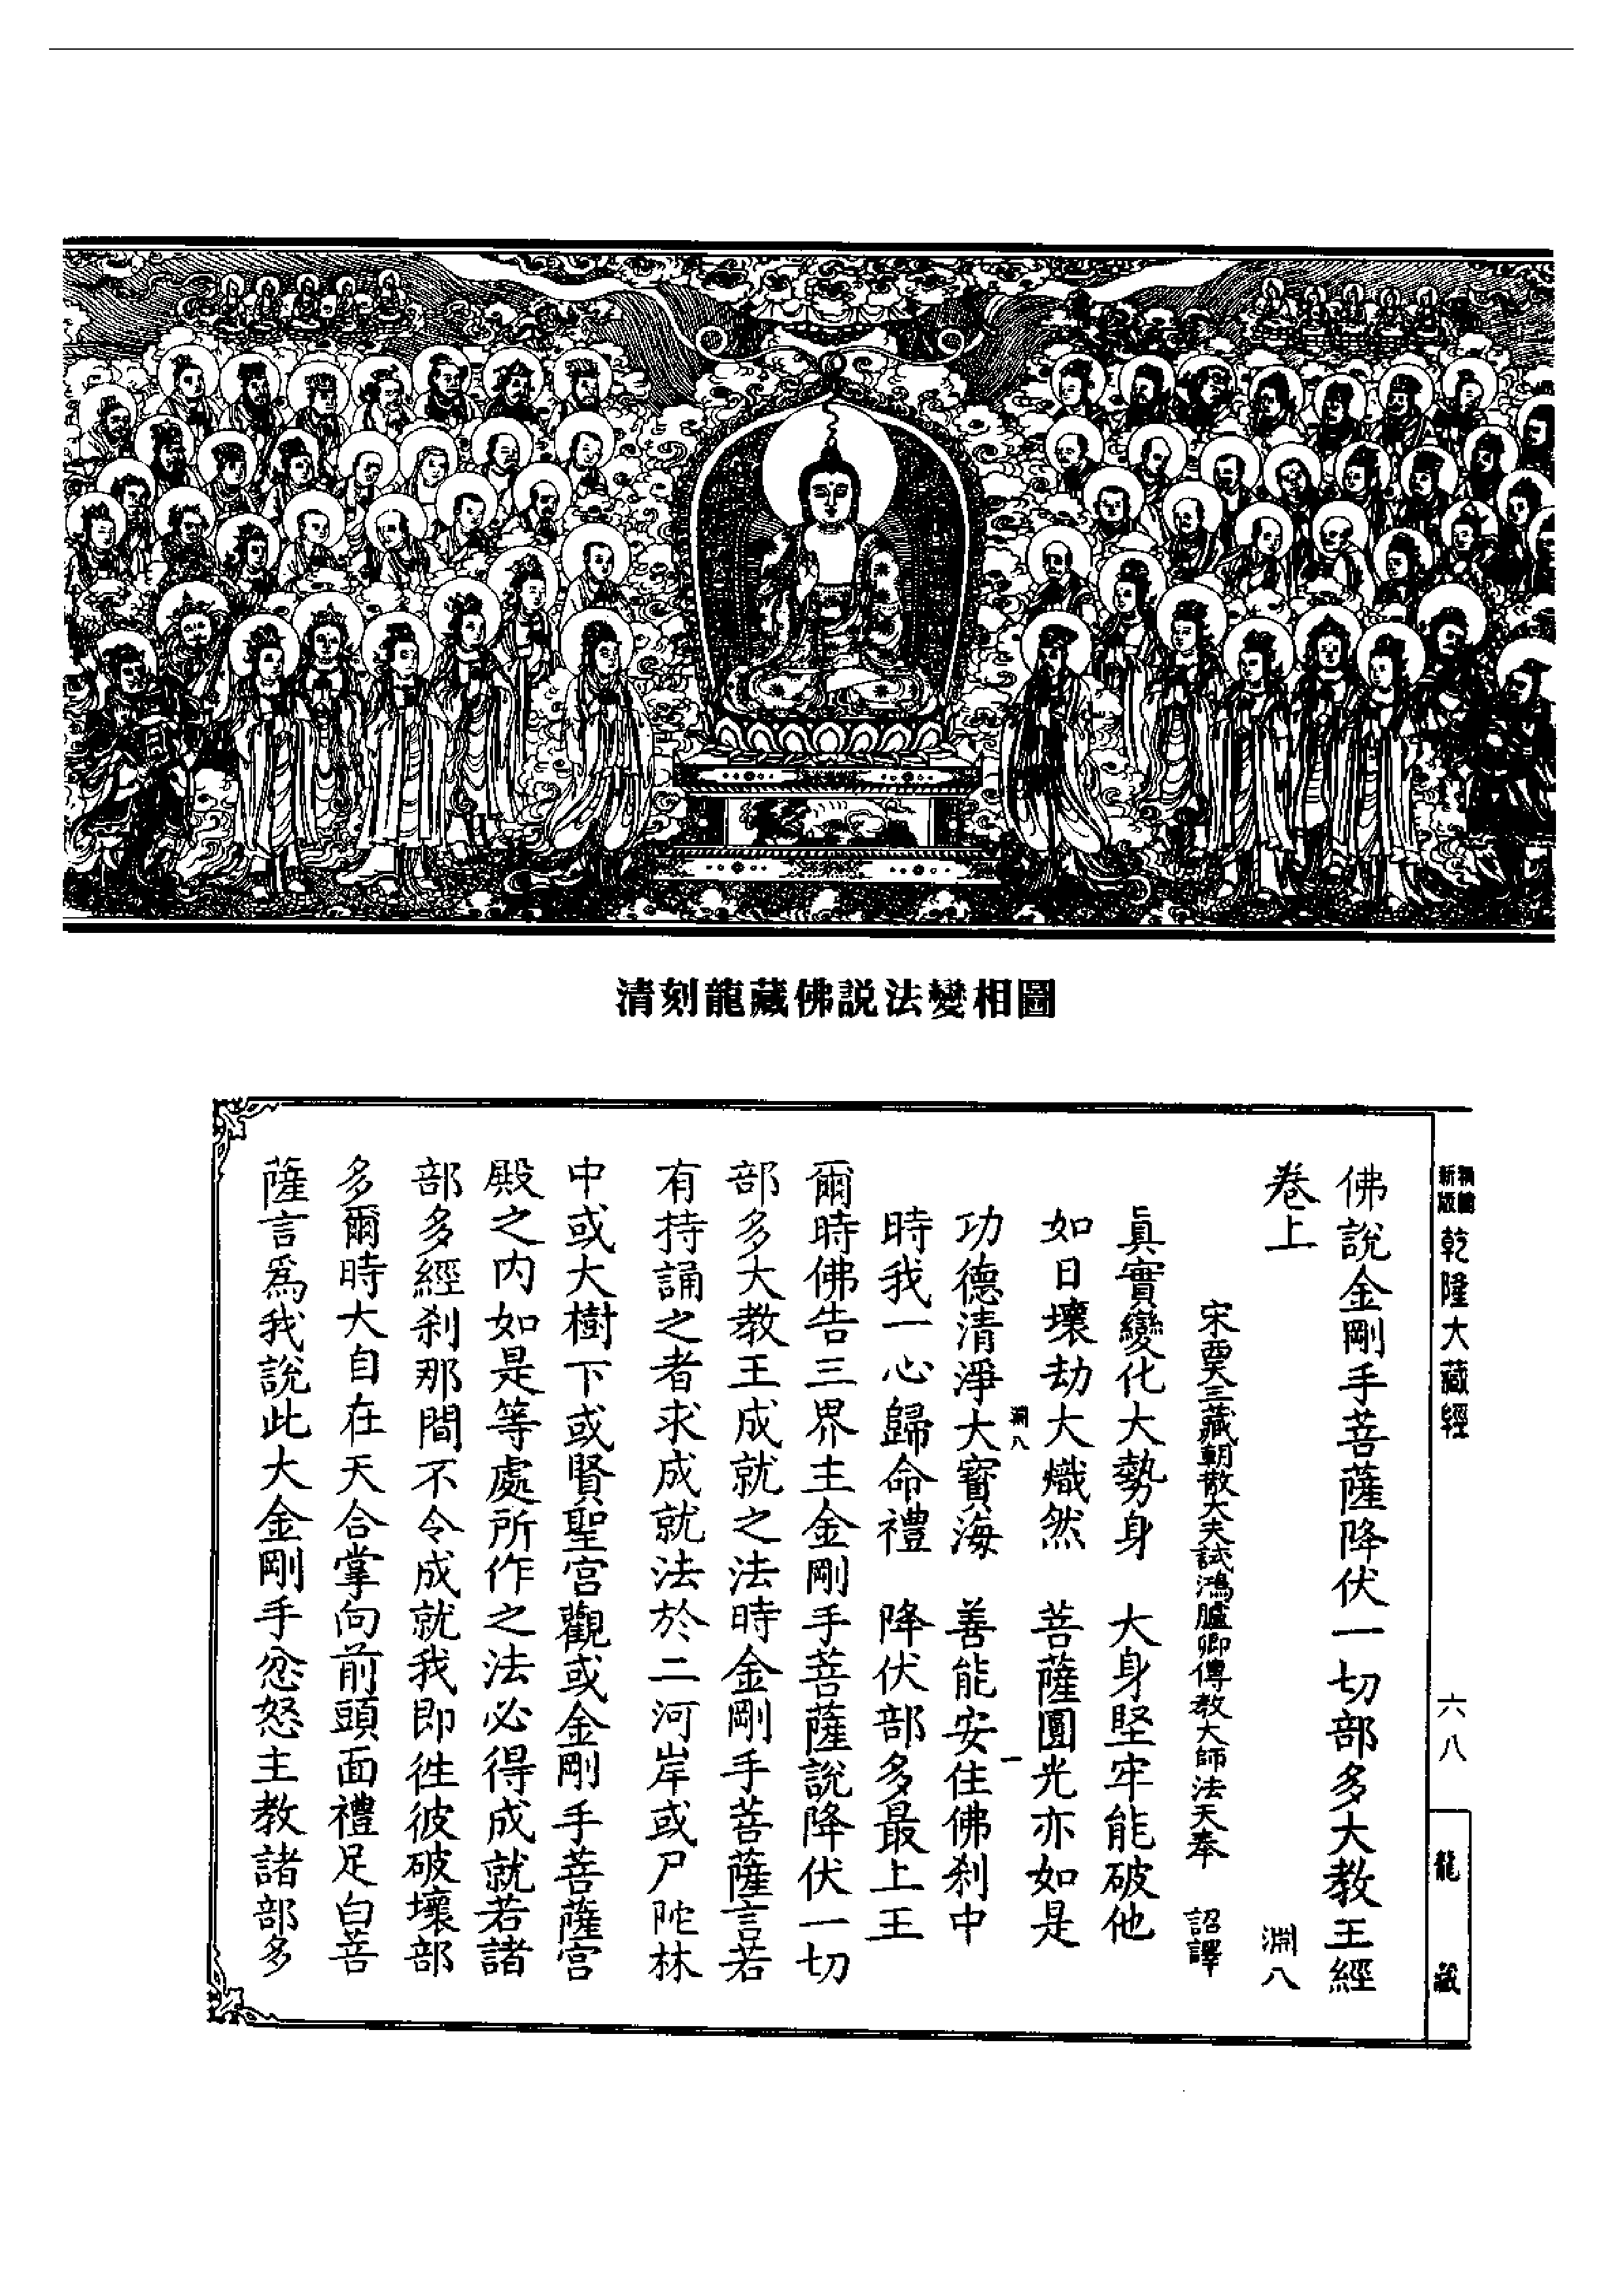 清刻龍藏佛説法變相圖
新版精縮乾隆大藏經
六八
龍藏
佛說金剛手菩薩降伏一切部多大教王經
卷上 淵八
宋西天三藏朝散大夫試鴻臚卿傳教大師法天奉 詔譯
眞實變化大勢身 大身堅牢能破他
如日壞劫大熾然 菩薩圓光亦如是
淵八 一
功德清淨大寶海 善能安住佛刹中
時我一心歸命禮 降伏部多最上王
爾時佛告三界主金剛手菩薩說降伏一切
部多大教王成就之法時金剛手菩薩言若
有持誦之者求成就法於二河岸或尸陀林
中或大樹下或賢聖宮觀或金剛手菩薩宮
殿之内如是等處所作之法必得成就若諸
部多經刹那間不令成就我即徃彼破壞部
多爾時大自在天合掌向前頭面禮足白菩
薩言爲我說此大金剛手忿怒主教諸部多